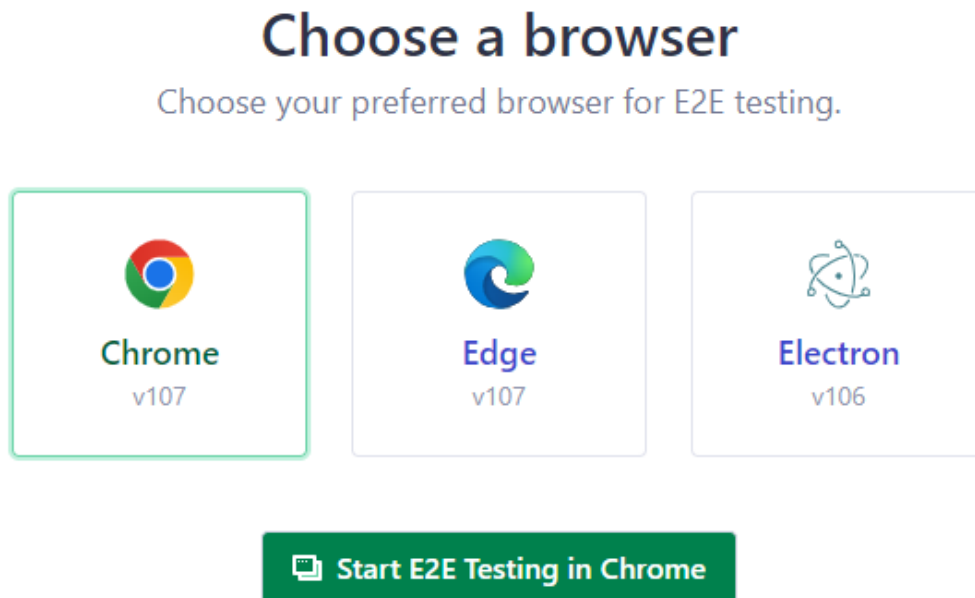 Choose a browser
Choose your preferred browser for E2E testing.
Chrome
v107
Edge
v107
Electron
v106
Start E2E Testing in Chrome